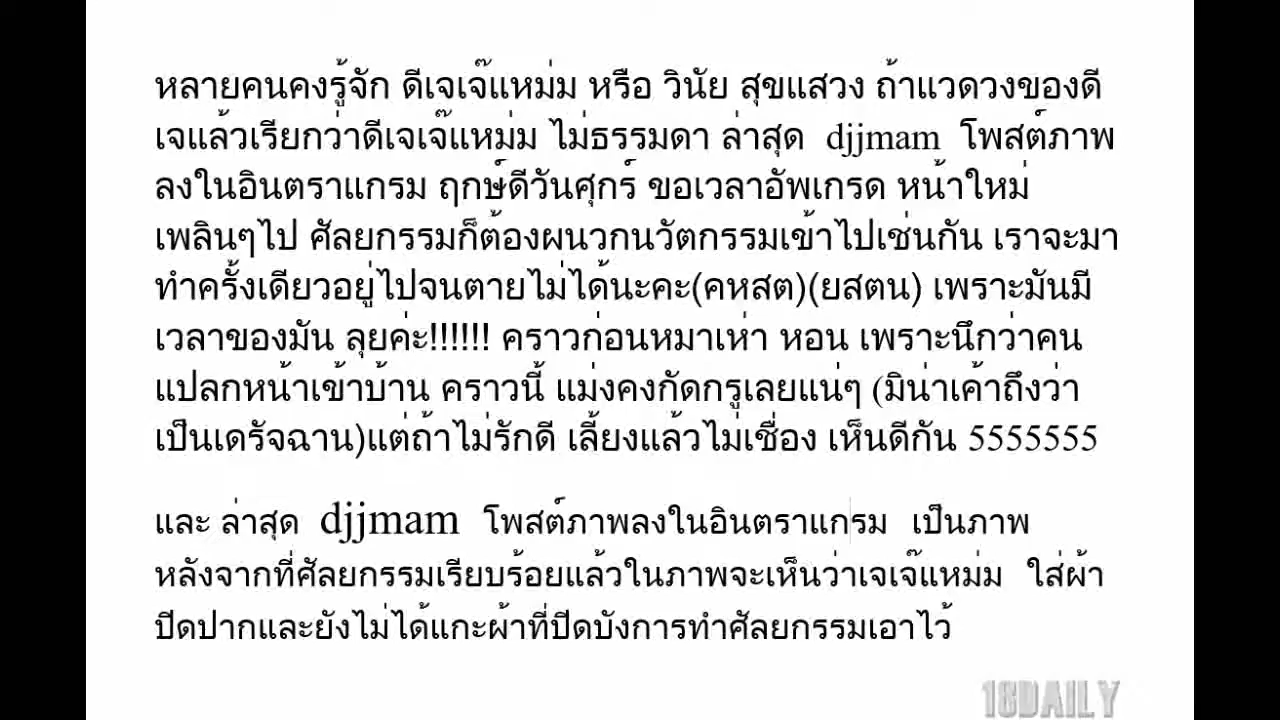 หลายคนคงรู้จัก ดีเจเจ๊แหม่ม หรือ วินัย สุขแสวง ถ้าแวดวงของดี
เจแล้วเรียกว่าดีเจเจ๊แหม่ม ไม่ธรรมดา ล่าสุด djjmam โพสต์ภาพ
ลงในอินตราแกรม ฤกษ์ดีวันศุกร์ ขอเวลาอัพเกรด หน้าใหม่
เพลินๆไป ศัลยกรรมก็ต้องผนวกนวัตกรรมเข้าไปเช่นกัน เราจะมา
ทำครั้งเดียวอยู่ไปจนตายไม่ได้นะคะ(คหสต)(ยสตน) เพราะมันมี
เวลาของมัน ลุยค่ะ!!!!!! คราวก่อนหมาเห่า หอน เพราะนึกว่าคน
แปลกหน้าเข้าบ้าน คราวนี้ แม่งคงกัดกรูเลยแน่ๆ (มิน่าเค้าถึงว่า
เป็นเดรัจฉาน)แต่ถ้าไม่รักดี เลี้ยงแล้วไม่เชื่อง เห็นดีกัน 5555555
และ ล่าสุด djjmam โพสต์ภาพลงในอินตราแกรม เป็นภาพ
หลังจากที่ศัลยกรรมเรียบร้อยแล้วในภาพจะเห็นว่าเจเจ๊แหม่ม ใส่ผ้า
ปิดปากและยังไม่ได้แกะผ้าที่ปิดบังการทำศัลยกรรมเอาไว้
18DAILY